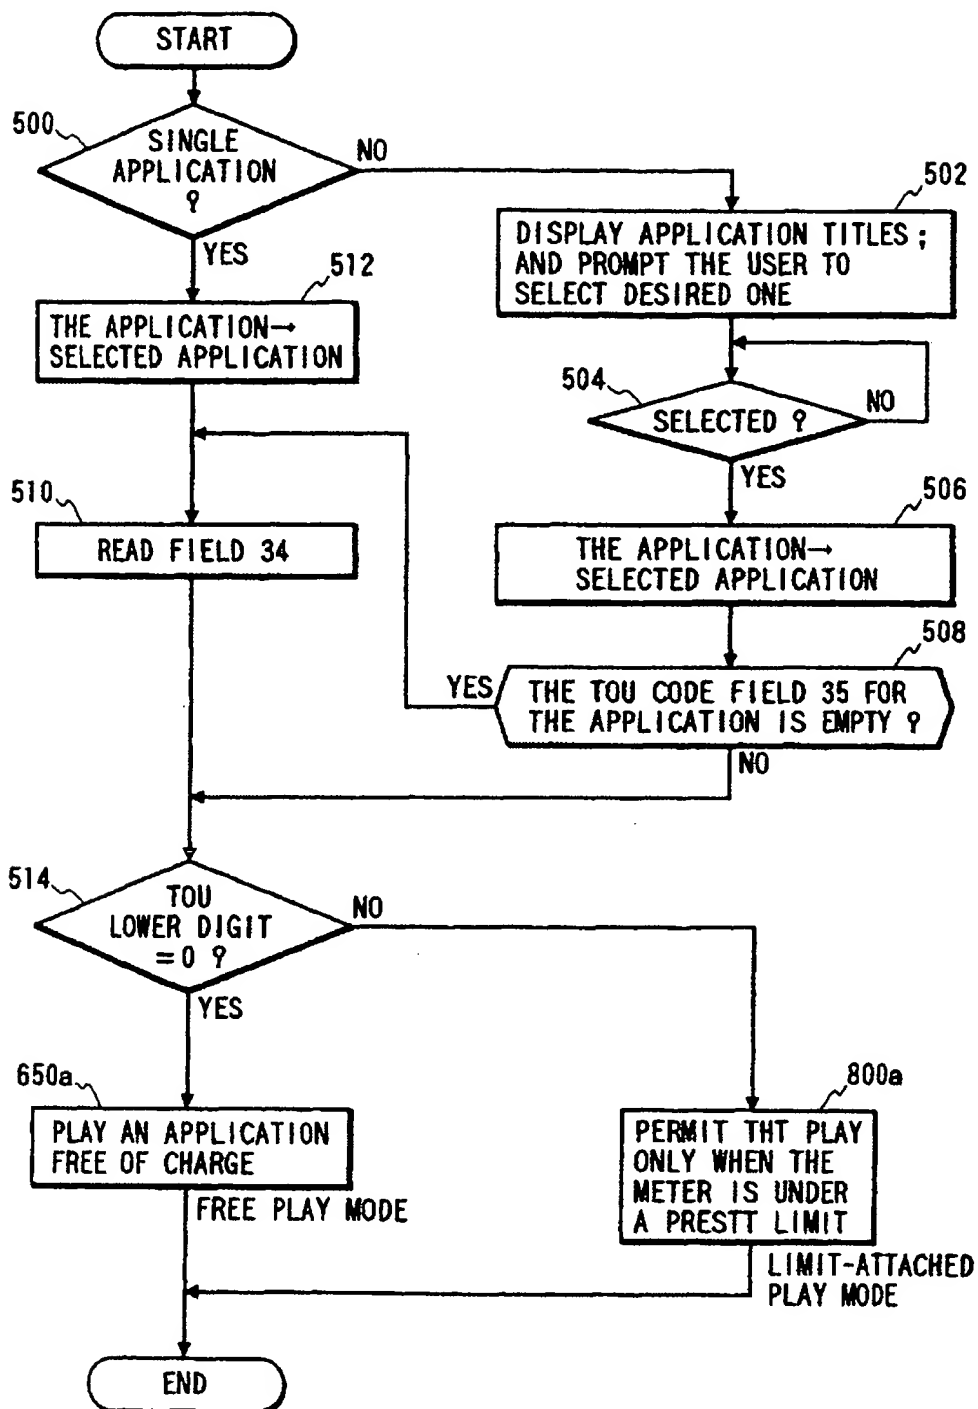 START
500
SINGLE
APPLICATION
?
NO
YES
502
DISPLAY APPLICATION TITLES;
AND PROMPT THE USER TO
SELECT DESIRED ONE
512
THE APPLICATION→
SELECTED APPLICATION
504
SELECTED ?
NO
YES
510
READ FIELD 34
506
THE APPLICATION→
SELECTED APPLICATION
508
YES
THE TOU CODE FIELD 35 FOR
THE APPLICATION IS EMPTY ?
NO
514
TOU
LOWER DIGIT
=0 ?
NO
YES
650a
PLAY AN APPLICATION
FREE OF CHARGE
FREE PLAY MODE
800a
PERMIT THT PLAY
ONLY WHEN THE
METER IS UNDER
A PRESTT LIMIT
LIMIT-ATTACHED
PLAY MODE
END